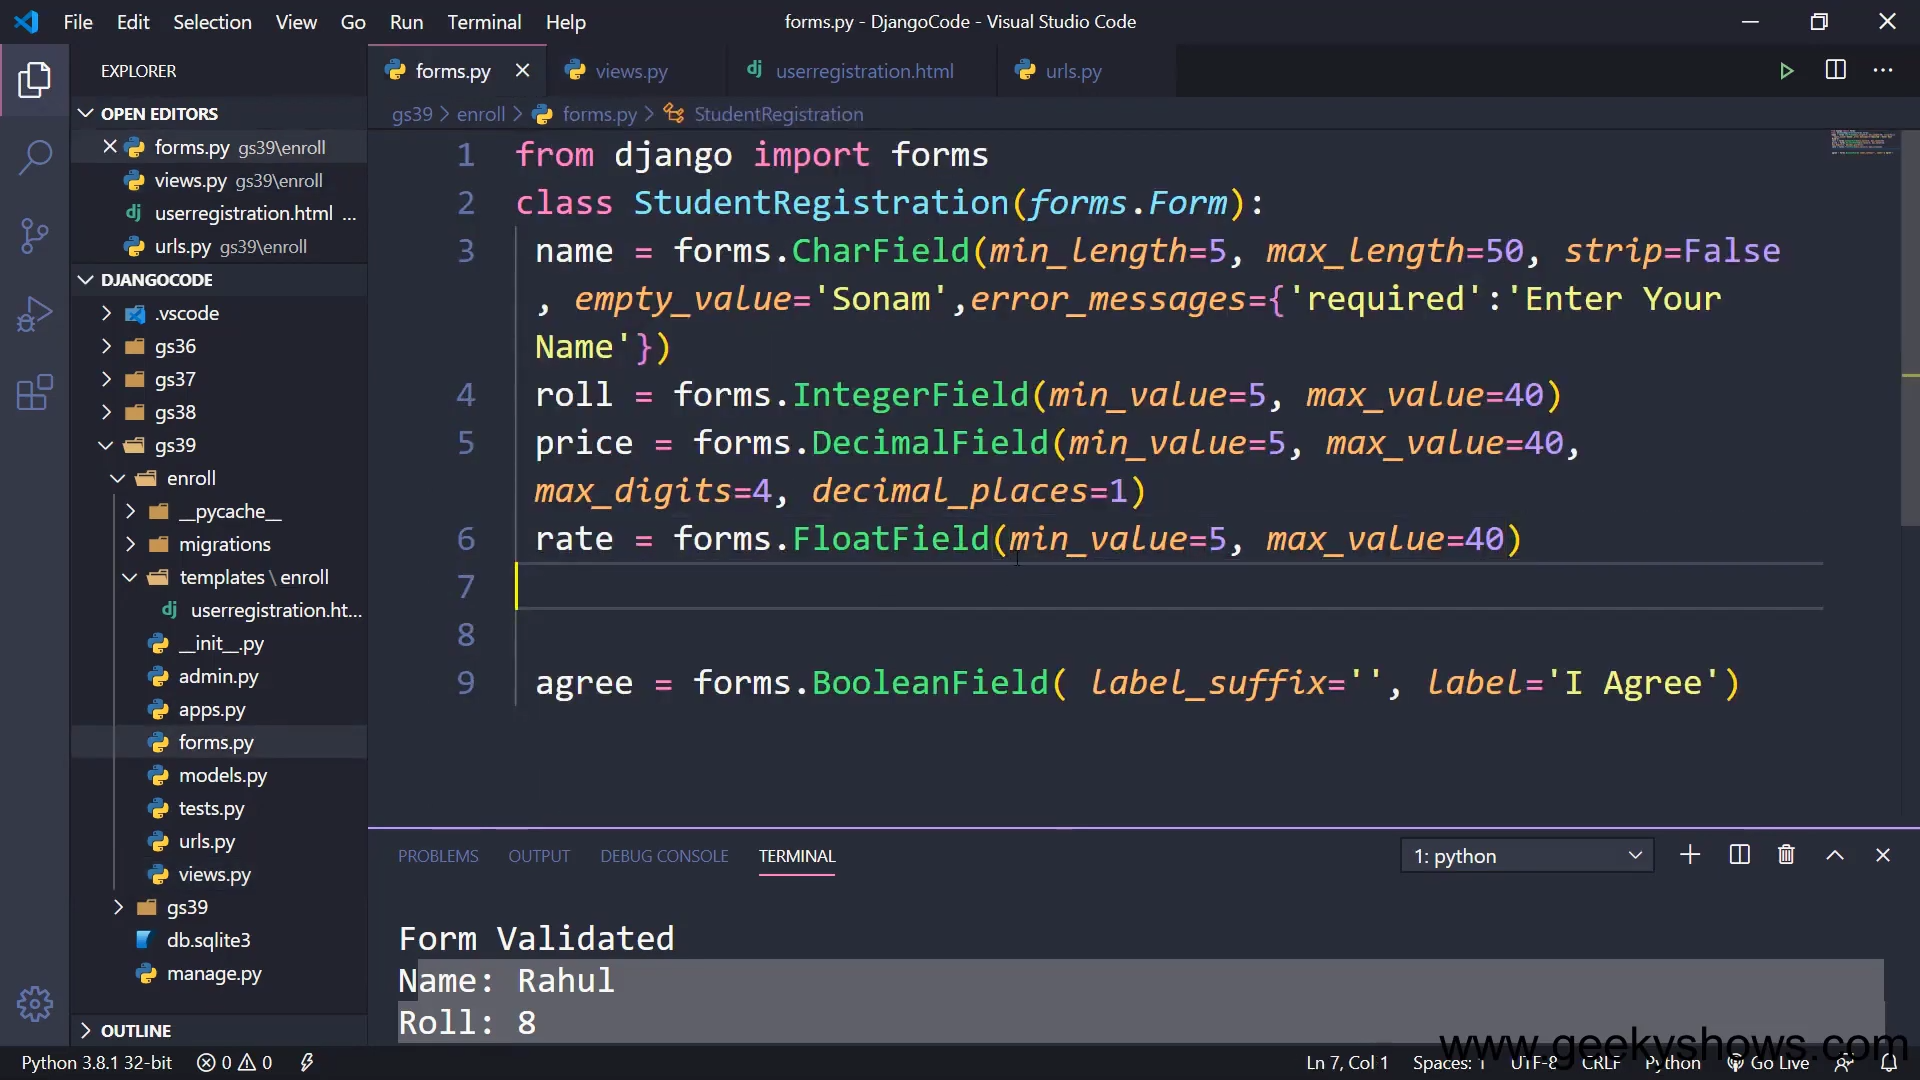 File Edit Selection View Go Run Terminal Help
forms.py - DjangoCode - Visual Studio Code
EXPLORER
OPEN EDITORS
forms.py gs39\enroll
views.py gs39\enroll
userregistration.html ...
urls.py gs39\enroll
DJANGOCODE
.vscode
gs36
gs37
gs38
gs39
enroll
__pycache__
migrations
templates\enroll
userregistration.ht...
__init__.py
admin.py
apps.py
forms.py
models.py
tests.py
urls.py
views.py
gs39
db.sqlite3
manage.py
OUTLINE
forms.py views.py userregistration.html urls.py
gs39 > enroll > forms.py > StudentRegistration
1 from django import forms
2 class StudentRegistration(forms.Form):
3 name = forms.CharField(min_length=5, max_length=50, strip=False
, empty_value='Sonam',error_messages={'required':'Enter Your
Name'})
4 roll = forms.IntegerField(min_value=5, max_value=40)
5 price = forms.DecimalField(min_value=5, max_value=40,
max_digits=4, decimal_places=1)
6 rate = forms.FloatField(min_value=5, max_value=40)
7
8
9 agree = forms.BooleanField( label_suffix='', label='I Agree')
PROBLEMS OUTPUT DEBUG CONSOLE TERMINAL
1: python
Form Validated
Name: Rahul
Roll: 8
www.geekyshows.com
Python 3.8.1 32-bit 0 0
Ln 7, Col 1 Spaces: 1 UTF-8 CRLF Python Go Live